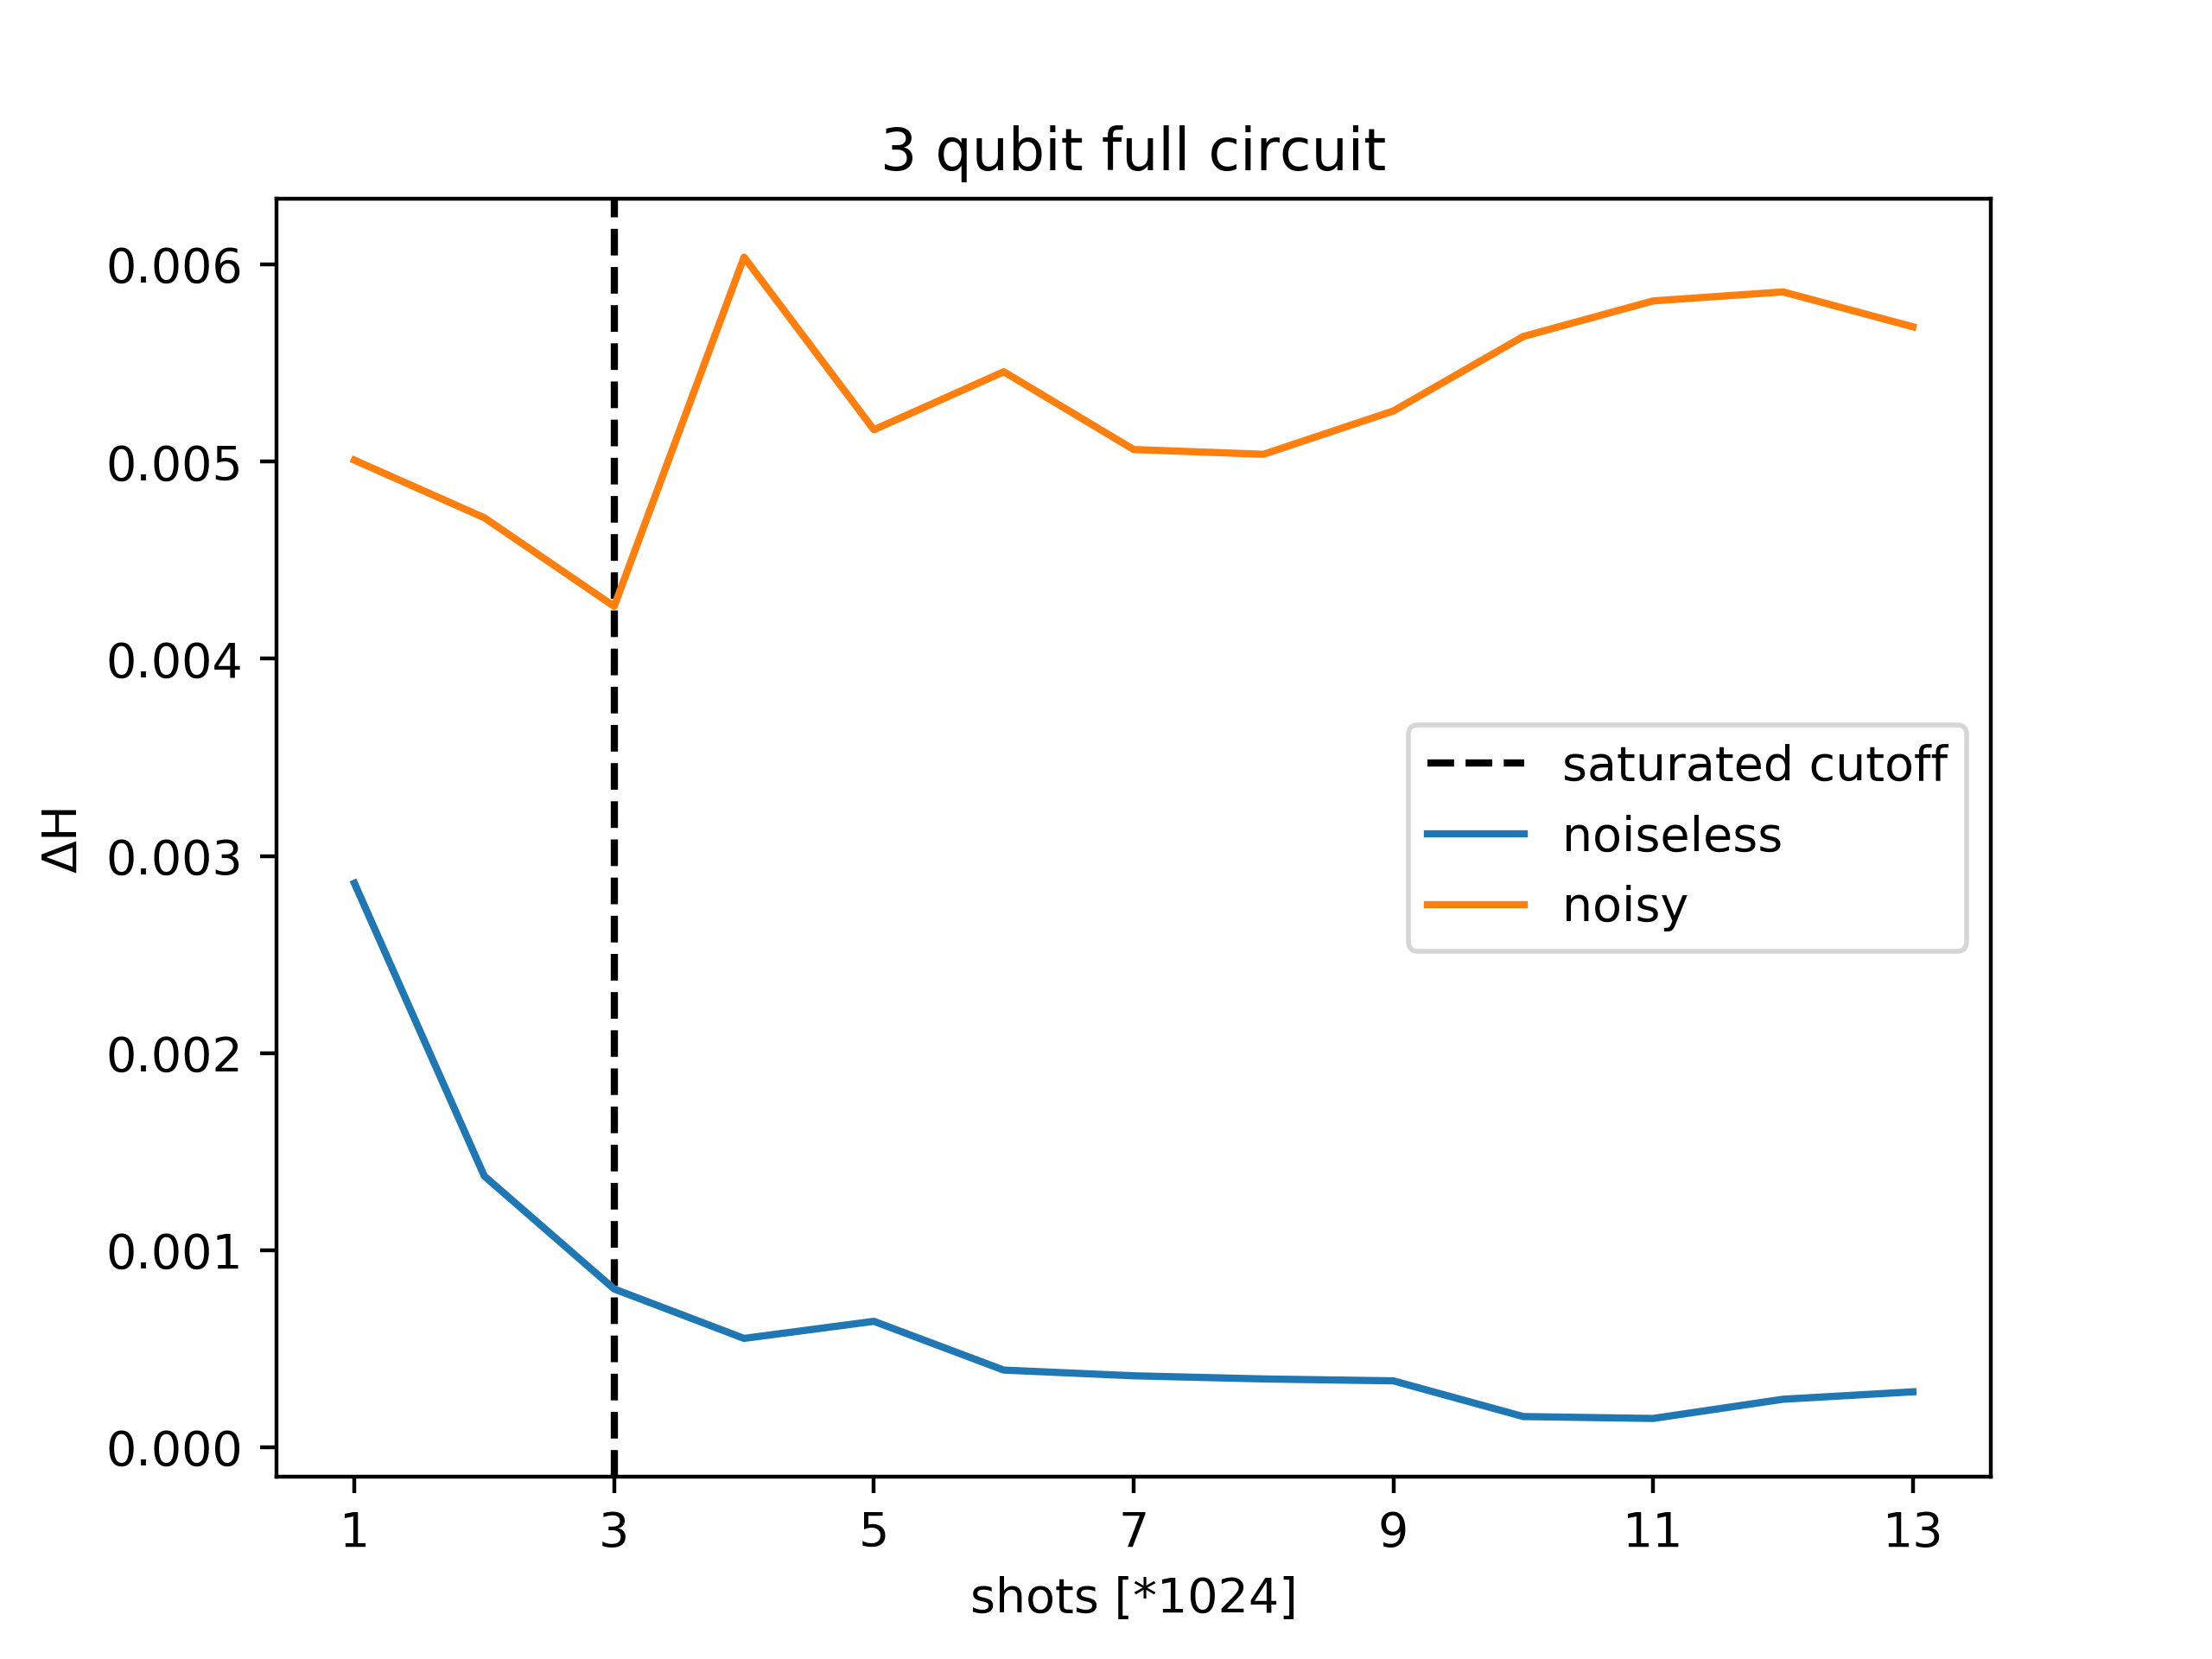 3 qubit full circuit
0.006
0.005
0.004
0.003
0.002
0.001
0.000
ΔH
saturated cutoff
noiseless
noisy
1 3 5 7 9 11 13
shots [*1024]